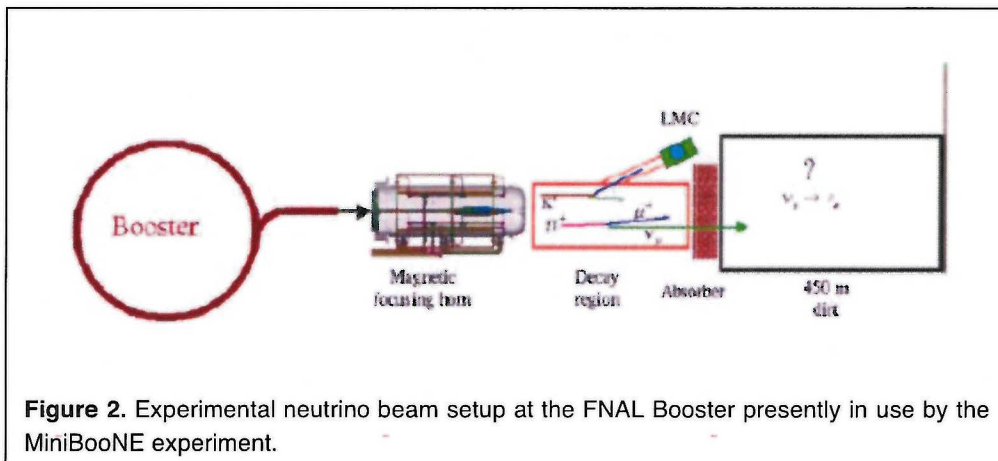 LMC
?
Booster
K⁺
π⁺ μ⁺
ν_μ
Magnetic
focusing horn
Decay
region
Absorber
450 m
dirt
Figure 2. Experimental neutrino beam setup at the FNAL Booster presently in use by the
MiniBooNE experiment.